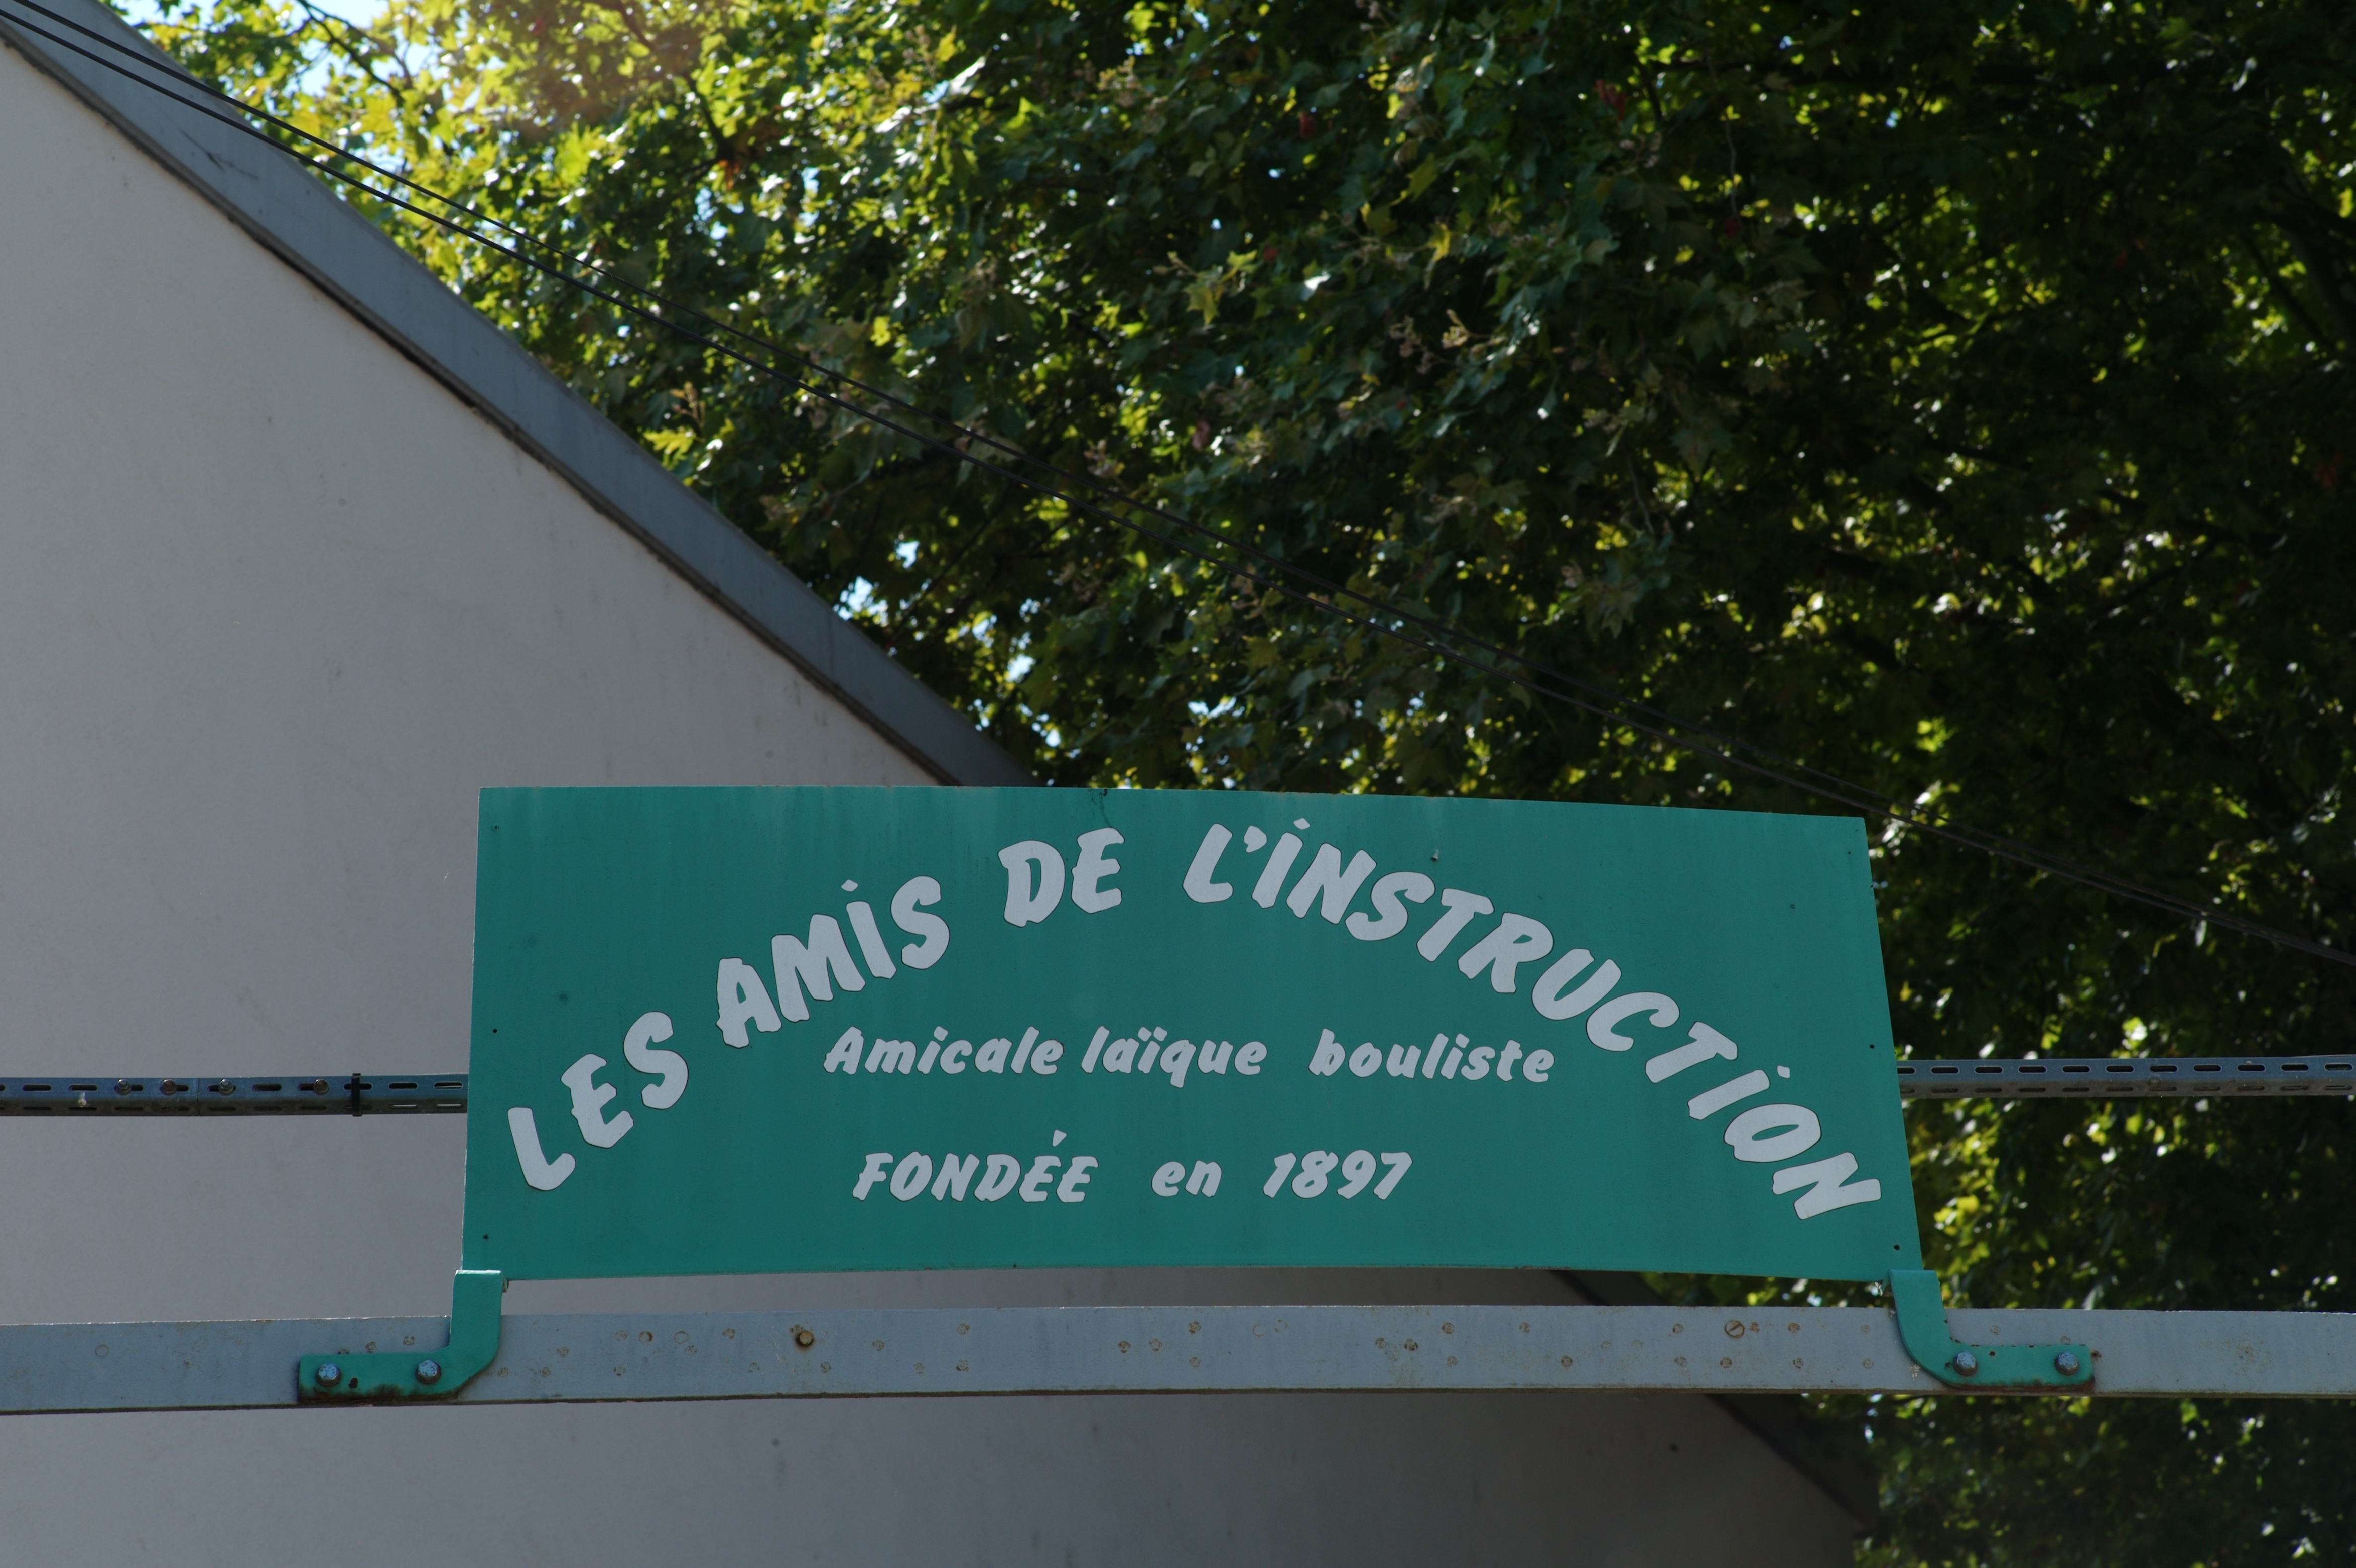 LES AMIS DE L'INSTRUCTION
Amicale laïque bouliste
FONDÉE en 1897